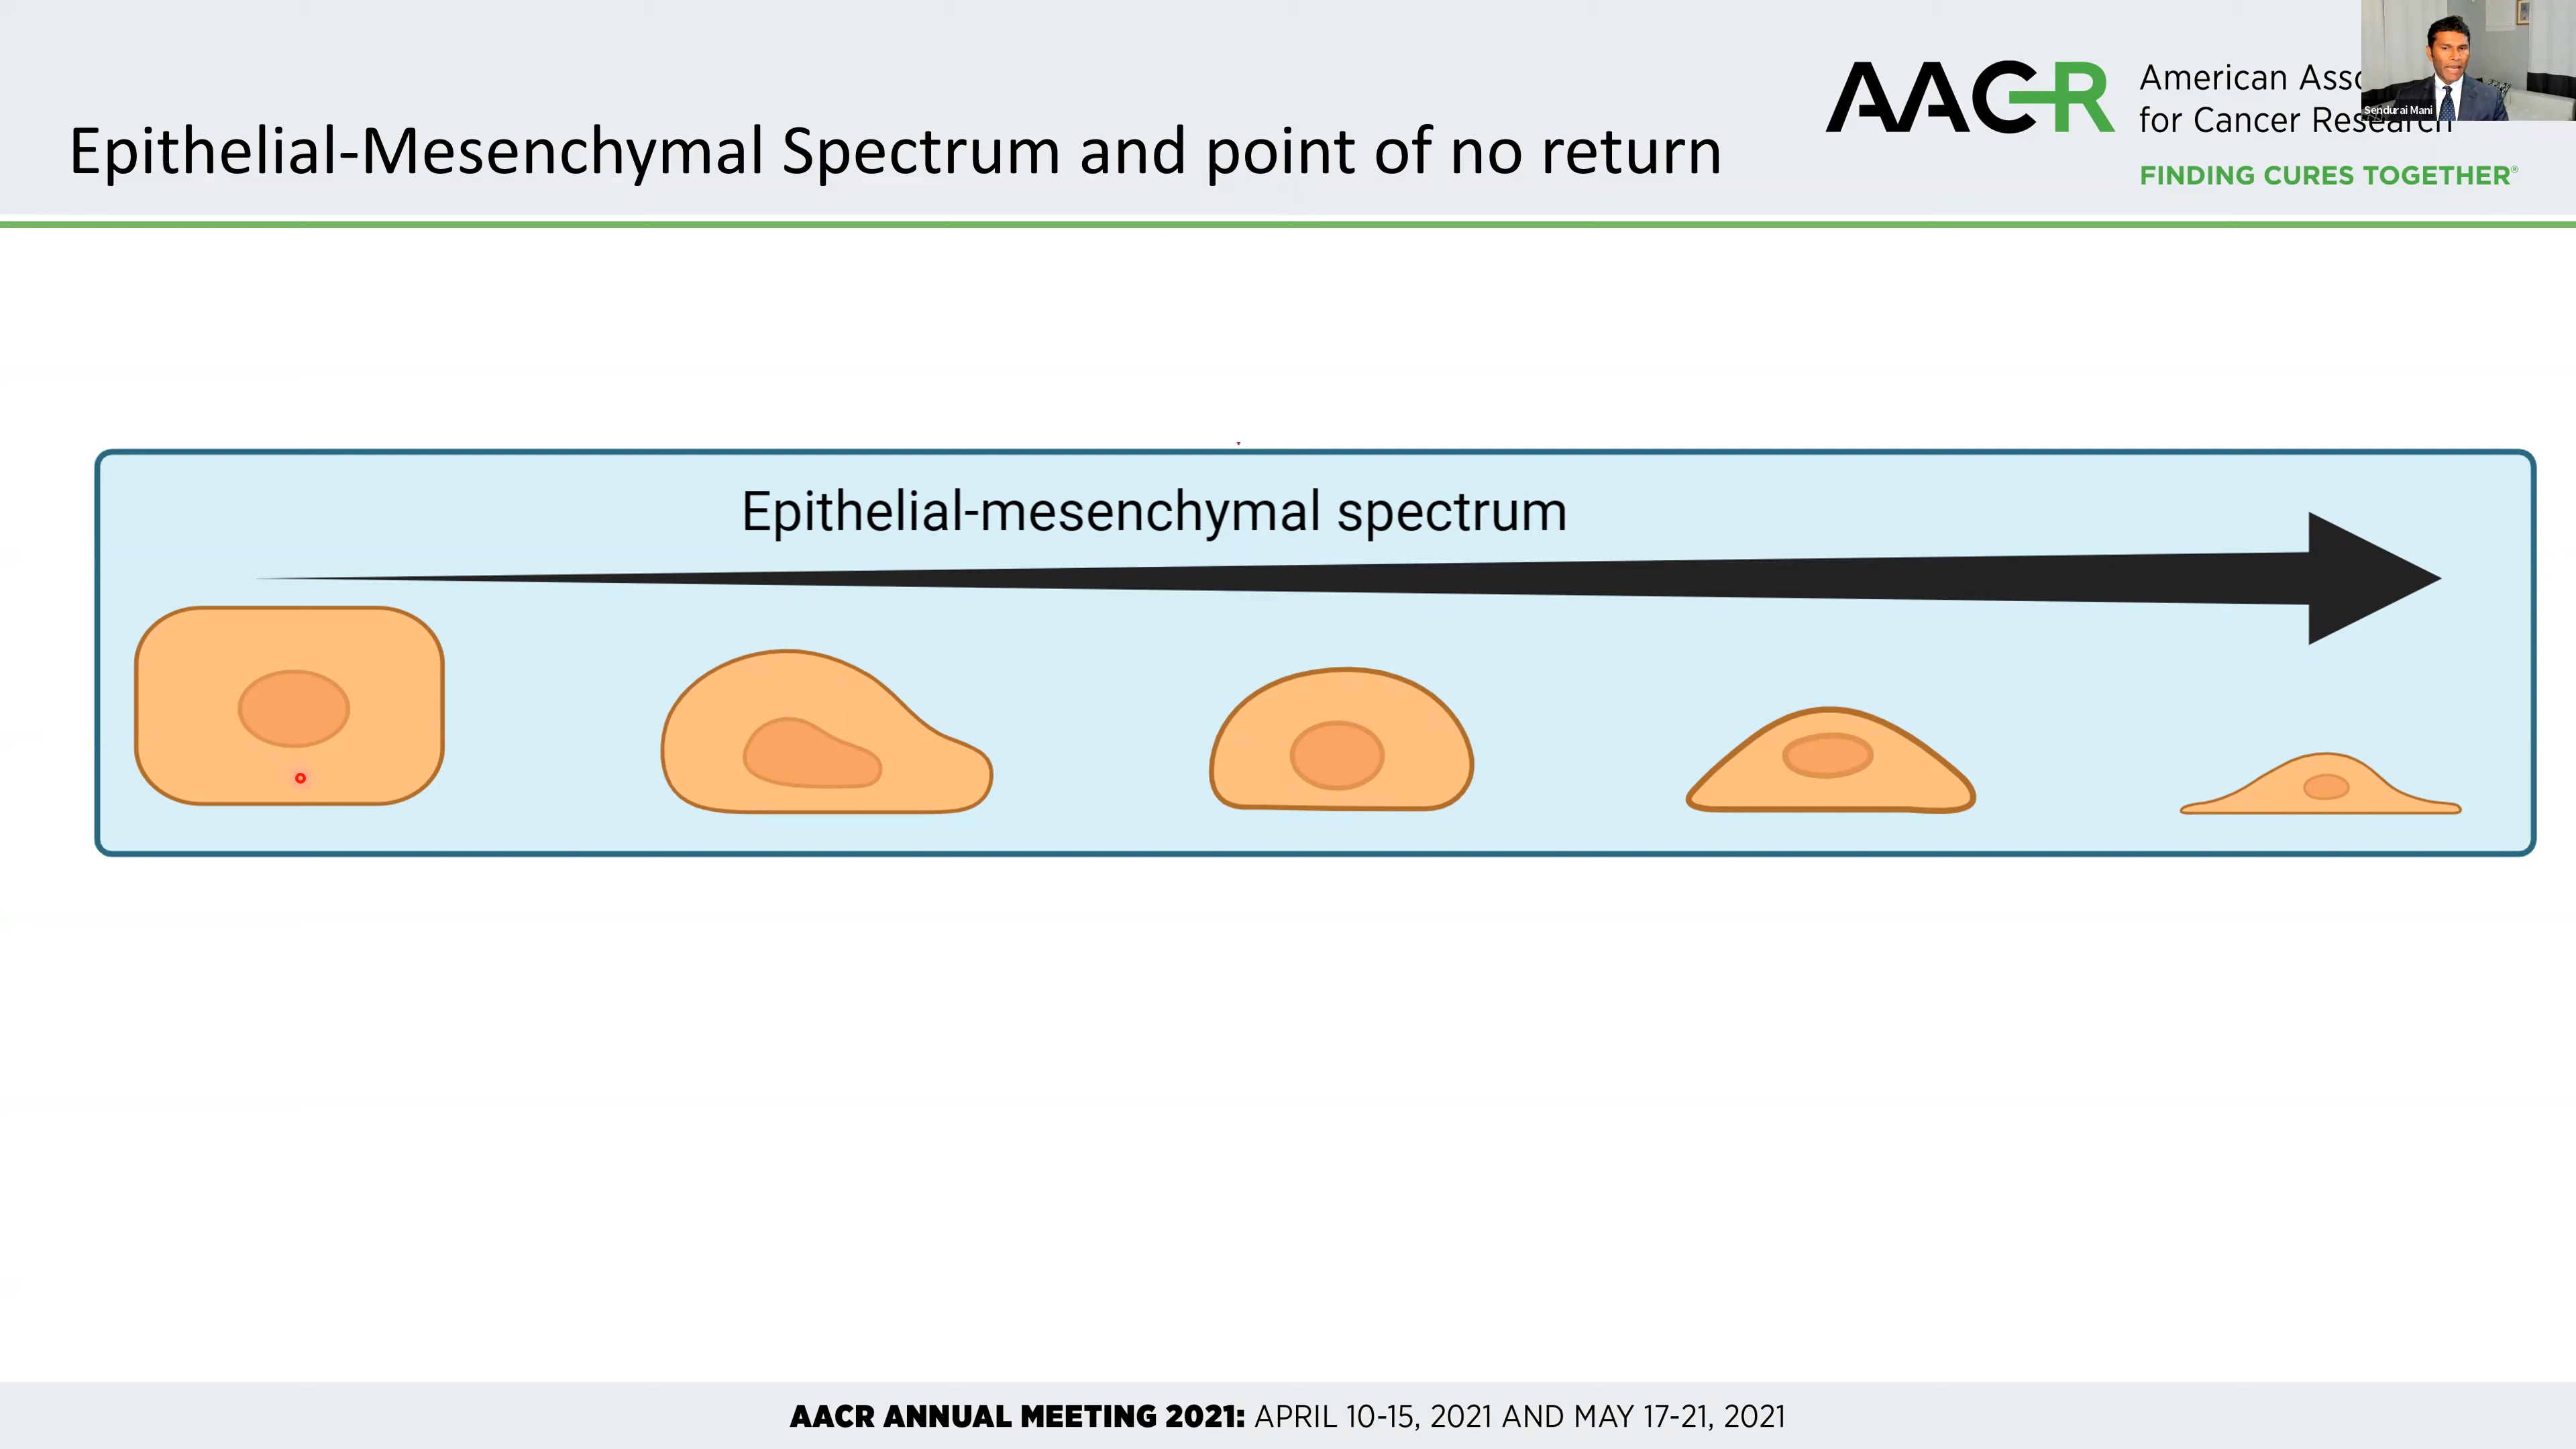 Epithelial-Mesenchymal Spectrum and point of no return
AACR
American Asso
for Cancer Research
FINDING CURES TOGETHER®
Sendurai Mani
Epithelial-mesenchymal spectrum
AACR ANNUAL MEETING 2021: APRIL 10-15, 2021 AND MAY 17-21, 2021